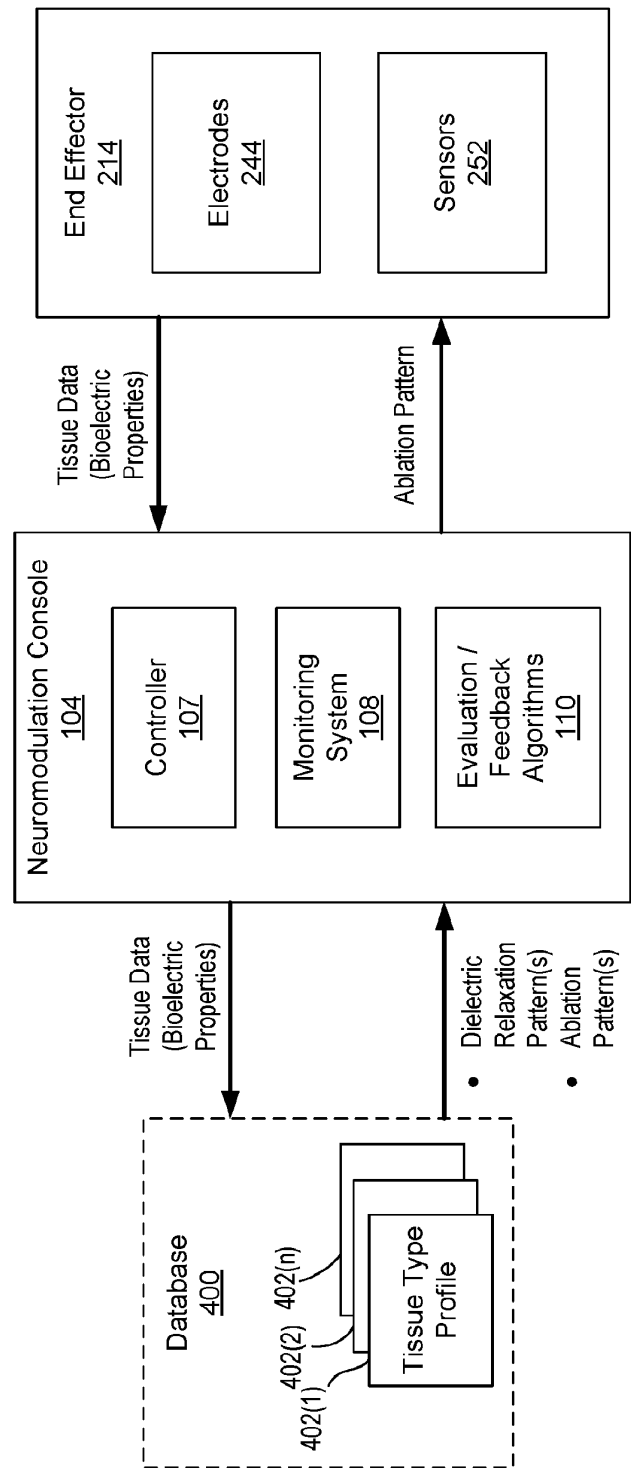 Database
400
402(n)
402(2)
402(1)
Tissue Type
Profile
Tissue Data
(Bioelectric
Properties)
• Dielectric
Relaxation
Pattern(s)
• Ablation
Pattern(s)
Neuromodulation Console
104
Controller
107
Monitoring
System
108
Evaluation /
Feedback
Algorithms
110
Tissue Data
(Bioelectric
Properties)
Ablation Pattern
End Effector
214
Electrodes
244
Sensors
252